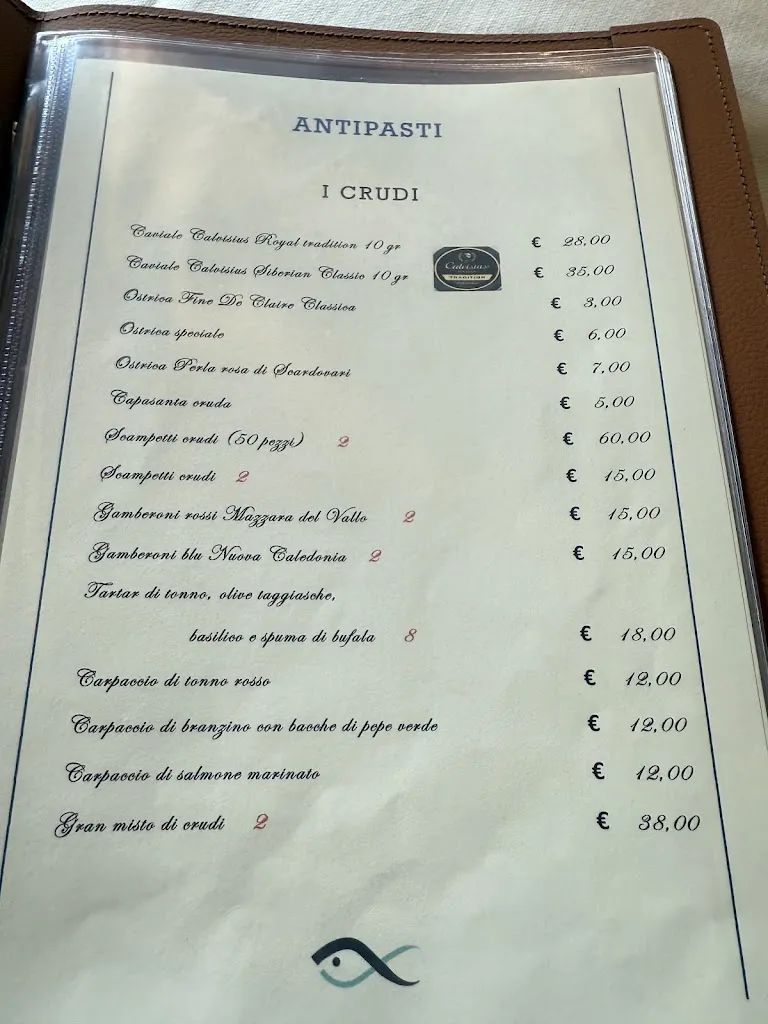 ANTIPASTI
I CRUDI
Caviale Calvisius Royal tradition 10 gr € 28,00
Caviale Calvisius Siberian Classic 10 gr € 35,00
Calvisius
TRADITION
Ostrica Fine De Claire Classica € 3,00
Ostrica speciale € 6,00
Ostrica Perla rosa di Scardovari € 7,00
Capasanta cruda € 5,00
Scampetti crudi (50 pezzi) 2 € 60,00
Scampetti crudi 2 € 15,00
Gamberoni rossi Mazzara del Vallo 2 € 15,00
Gamberoni blu Nuova Caledonia 2 € 15,00
Tartar di tonno, olive taggiasche,
basilico e spuma di bufala 8 € 18,00
Carpaccio di tonno rosso € 12,00
Carpaccio di branzino con bacche di pepe verde € 12,00
Carpaccio di salmone marinato € 12,00
Gran misto di crudi 2 € 38,00